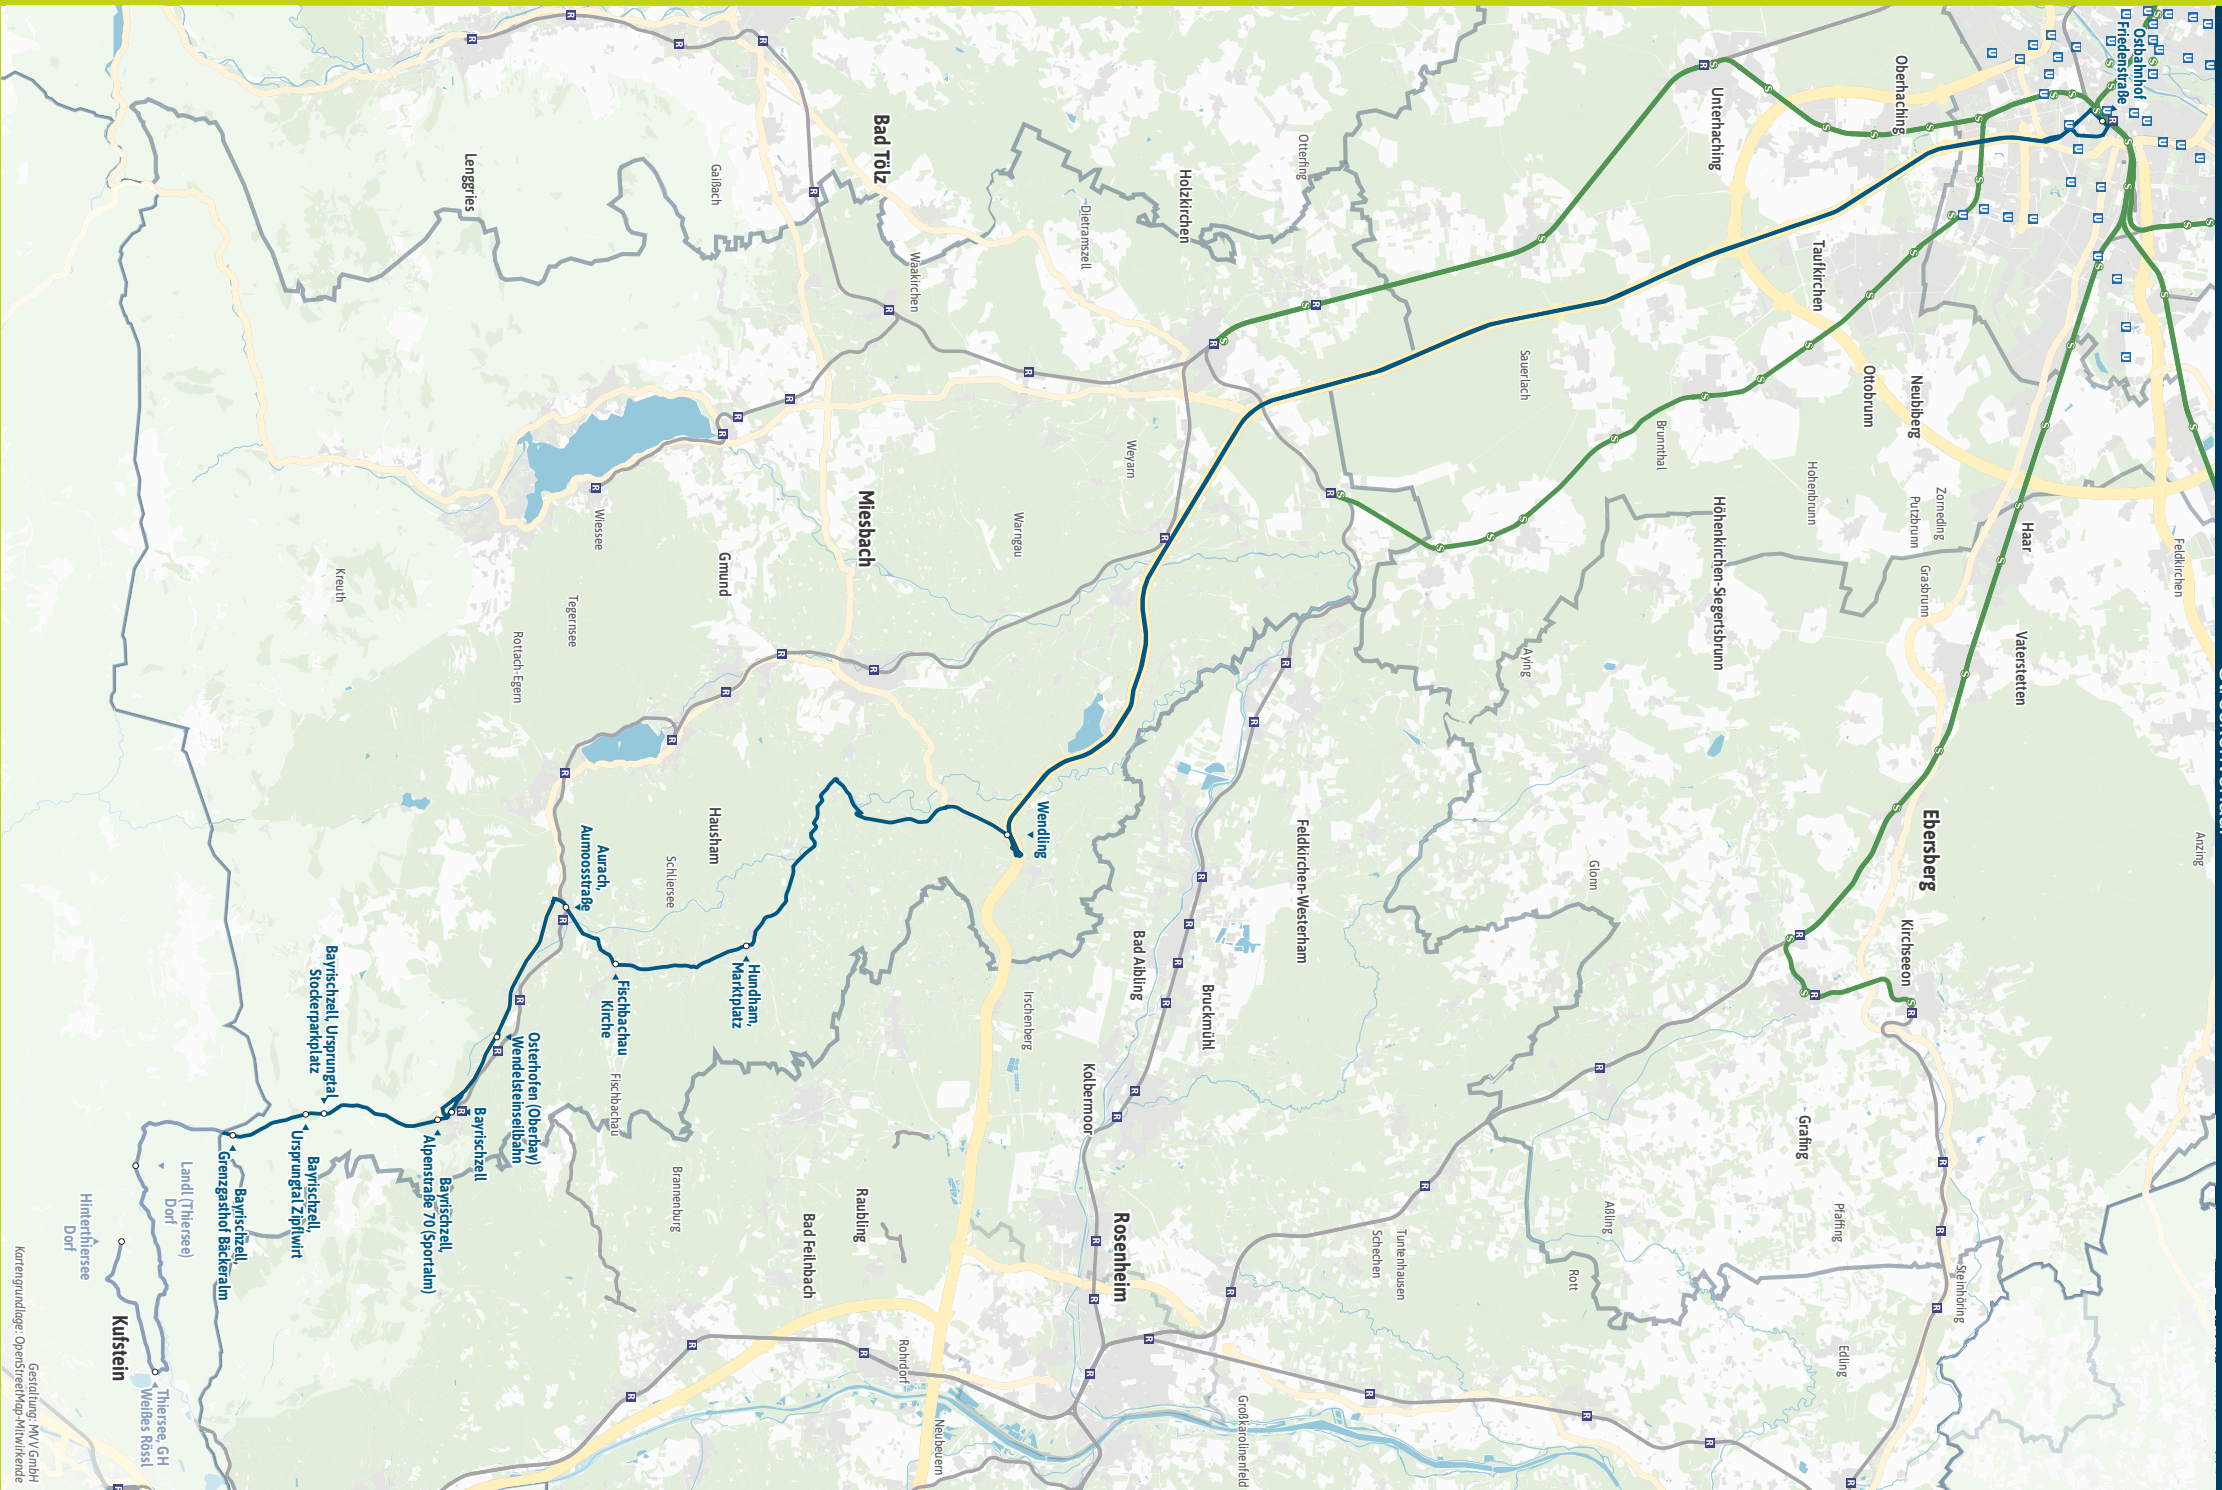 Ostbahnhof
Friedenstraße
Oberhaching
Unterhaching
Taufkirchen
Ottobrunn
Neubiberg
Hohenbrunn
Putzbrunn
Zorneding
Grasbrunn
Haar
Vaterstetten
Feldkirchen
Anzing
Ebersberg
Kirchseeon
Höhenkirchen-Siegertsbrunn
Brunnthal
Sauerlach
Aying
Glonn
Otterfing
Holzkirchen
Dietramszell
Bad Tölz
Waakirchen
Gaißach
Lenggries
Weyarn
Warngau
Miesbach
Gmund
Wiessee
Tegernsee
Rottach-Egern
Kreuth
Hausham
Schliersee
Wendling
Feldkirchen-Westerham
Bad Aibling
Bruckmühl
Irschenberg
Kolbermoor
Aurach,
Aumoosstraße
Hundham,
Marktplatz
Fischbachau
Kirche
Fischbachau
Osterhofen (Oberbay)
Wendelsteinseilbahn
Bayrischzell
Bayrischzell,
Alpenstraße 70 (Sportalm)
Bayrischzell, Ursprungtal
Stockerparkplatz
Bayrischzell,
Ursprungtal Zipflwirt
Bayrischzell,
Grenzgasthof Bäckeralm
Landl (Thiersee)
Dorf
Hinterthiersee
Dorf
Thiersee, GH
Weißes Rössl
Kufstein
Brannenburg
Raubling
Bad Feilnbach
Rosenheim
Rohrdorf
Neubeuern
Großkarolinenfeld
Schechen
Tuntenhausen
Rott
Aßling
Grafing
Pfaffing
Edling
Steinhöring
Gestaltung: MVV GmbH
Kartengrundlage: OpenStreetMap-Mitwirkende